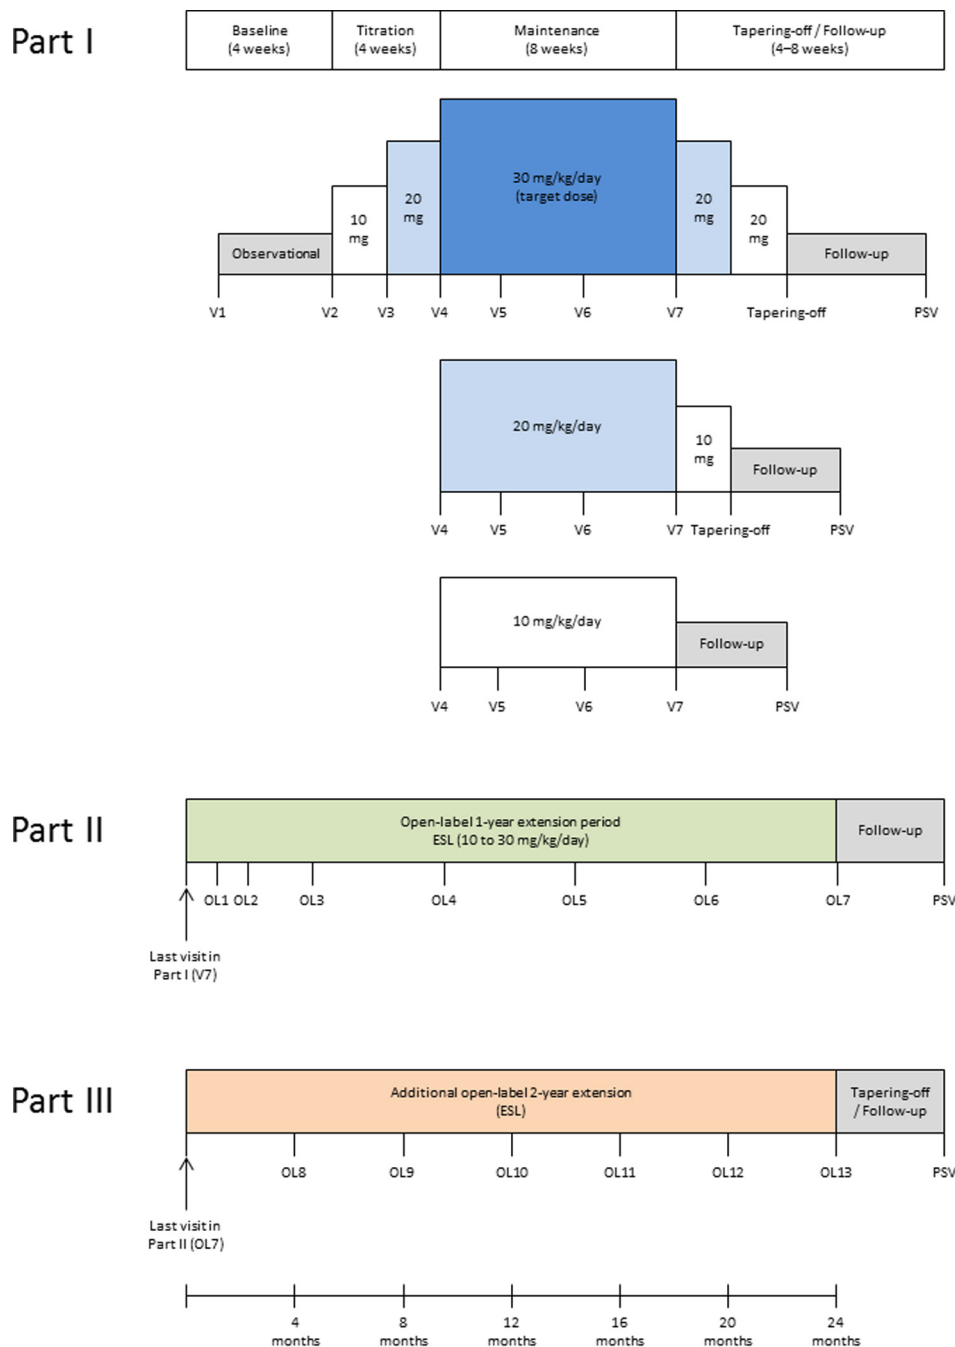 Part I
Baseline
(4 weeks)
Titration
(4 weeks)
Maintenance
(8 weeks)
Tapering-off / Follow-up
(4–8 weeks)
Observational
10
mg
20
mg
30 mg/kg/day
(target dose)
20
mg
20
mg
Follow-up
V1
V2
V3
V4
V5
V6
V7
Tapering-off
PSV
20 mg/kg/day
10
mg
Follow-up
V4
V5
V6
V7
Tapering-off
PSV
10 mg/kg/day
Follow-up
V4
V5
V6
V7
PSV
Part II
Open-label 1-year extension period
ESL (10 to 30 mg/kg/day)
Follow-up
OL1
OL2
OL3
OL4
OL5
OL6
OL7
PSV
Last visit in
Part I (V7)
Part III
Additional open-label 2-year extension
(ESL)
Tapering-off
/ Follow-up
OL8
OL9
OL10
OL11
OL12
OL13
PSV
Last visit in
Part II (OL7)
4
months
8
months
12
months
16
months
20
months
24
months